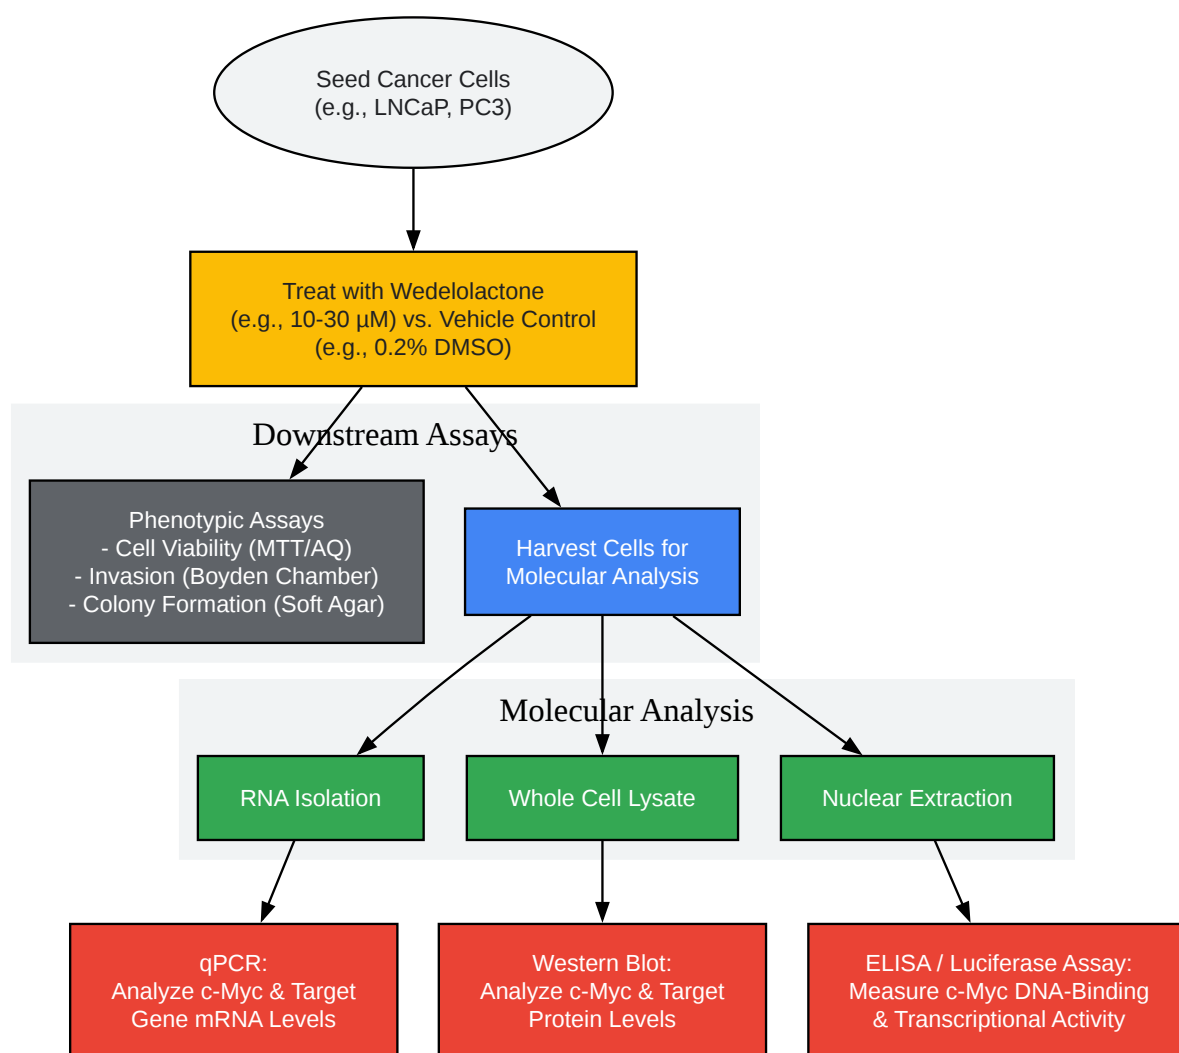 Seed Cancer Cells
(e.g., LNCaP, PC3)
Treat with Wedelolactone
(e.g., 10-30 µM) vs. Vehicle Control
(e.g., 0.2% DMSO)
Downstream Assays
Phenotypic Assays
- Cell Viability (MTT/AQ)
- Invasion (Boyden Chamber)
- Colony Formation (Soft Agar)
Harvest Cells for
Molecular Analysis
Molecular Analysis
RNA Isolation
Whole Cell Lysate
Nuclear Extraction
qPCR:
Analyze c-Myc & Target
Gene mRNA Levels
Western Blot:
Analyze c-Myc & Target
Protein Levels
ELISA / Luciferase Assay:
Measure c-Myc DNA-Binding
& Transcriptional Activity